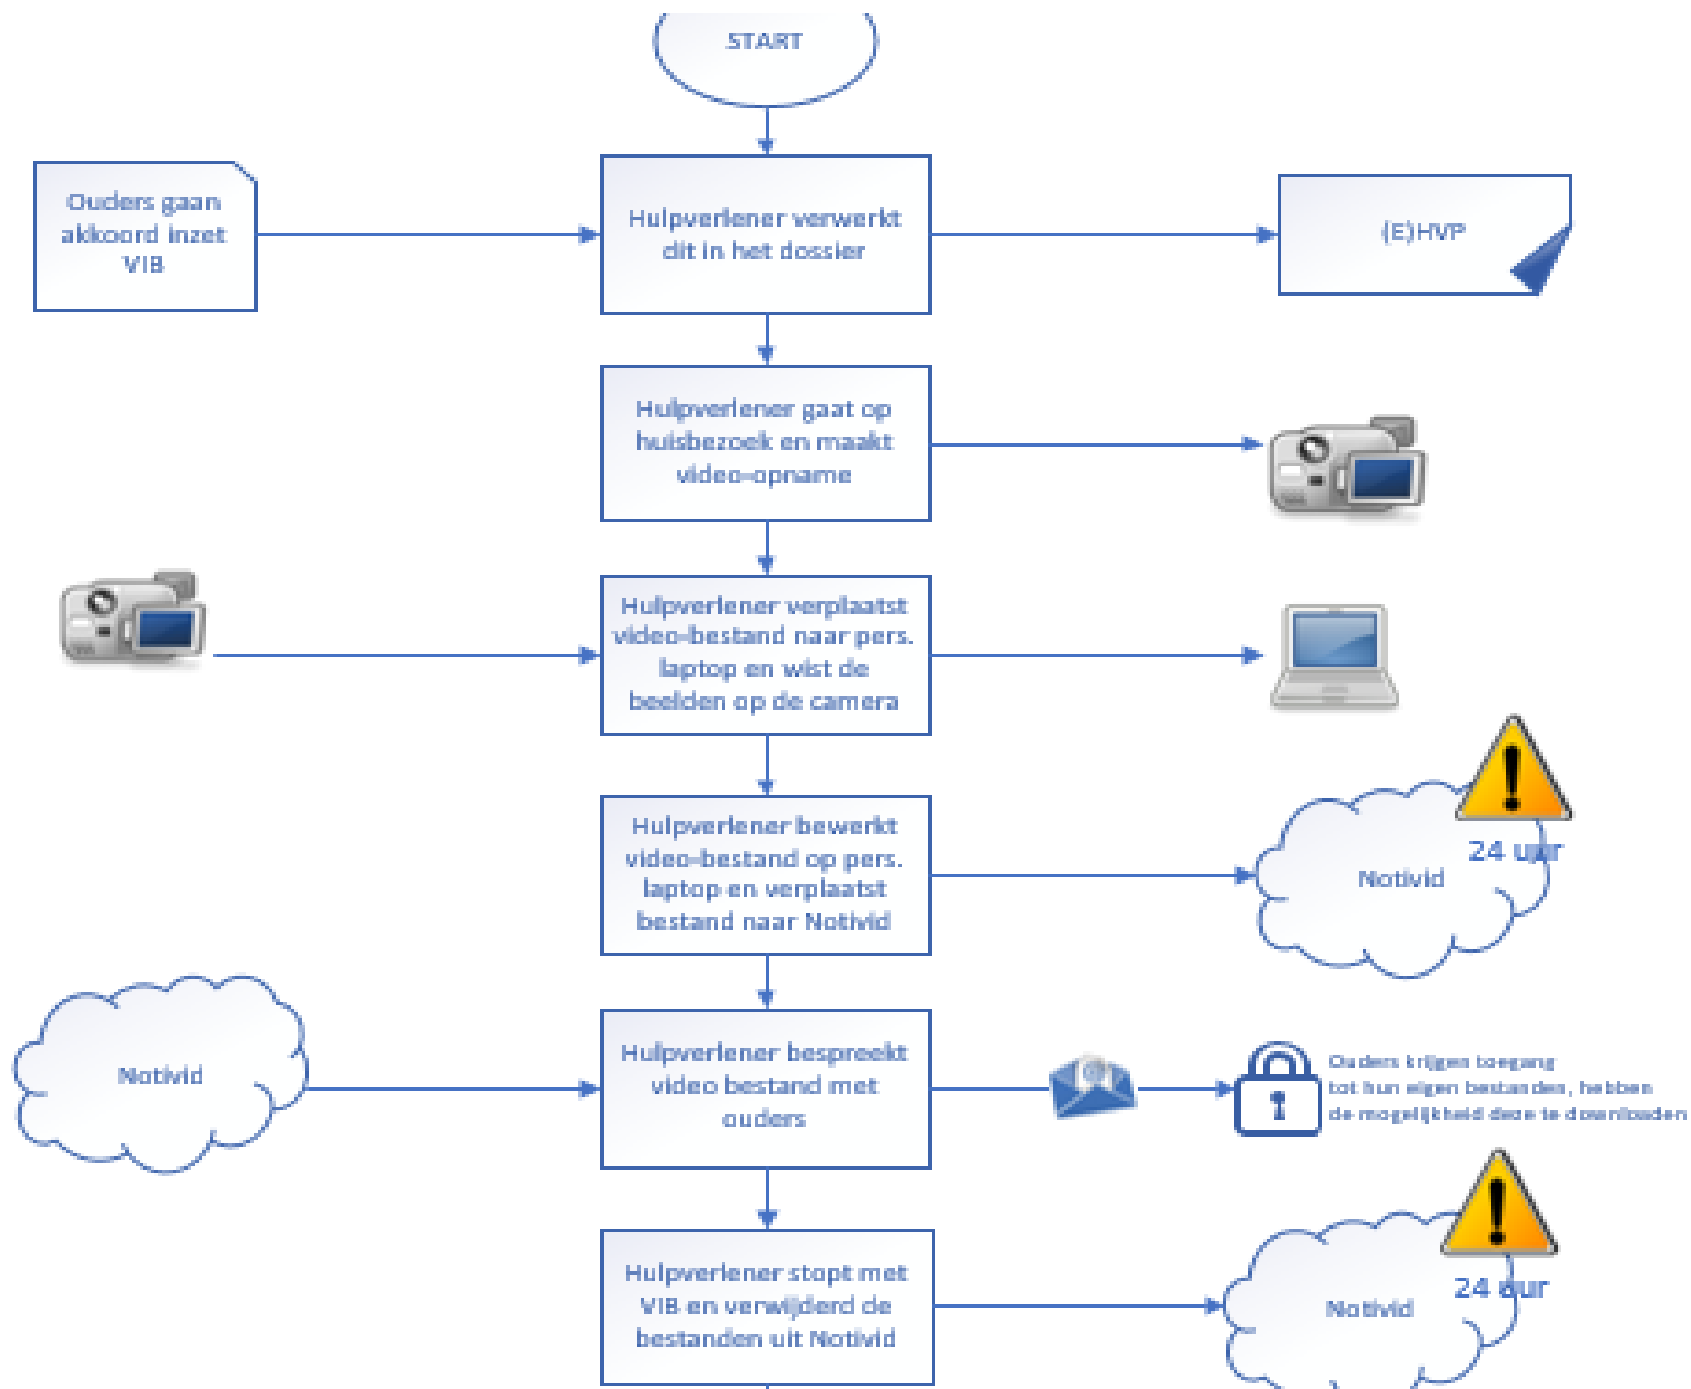 START
Ouders gaan
akkoord inzet
VIB
Hulpverlener verwerkt
dit in het dossier
(E)HVP
Hulpverlener gaat op
huisbezoek en maakt
video-opname
Hulpverlener verplaatst
video-bestand naar pers.
laptop en wist de
beelden op de camera
Hulpverlener bewerkt
video-bestand op pers.
laptop en verplaatst
bestand naar Notivid
24 uur
Notivid
Notivid
Hulpverlener bespreekt
video bestand met
ouders
Ouders krijgen toegang
tot hun eigen bestanden, hebben
de mogelijkheid deze te downloaden
Hulpverlener stopt met
VIB en verwijderd de
bestanden uit Notivid
24 uur
Notivid